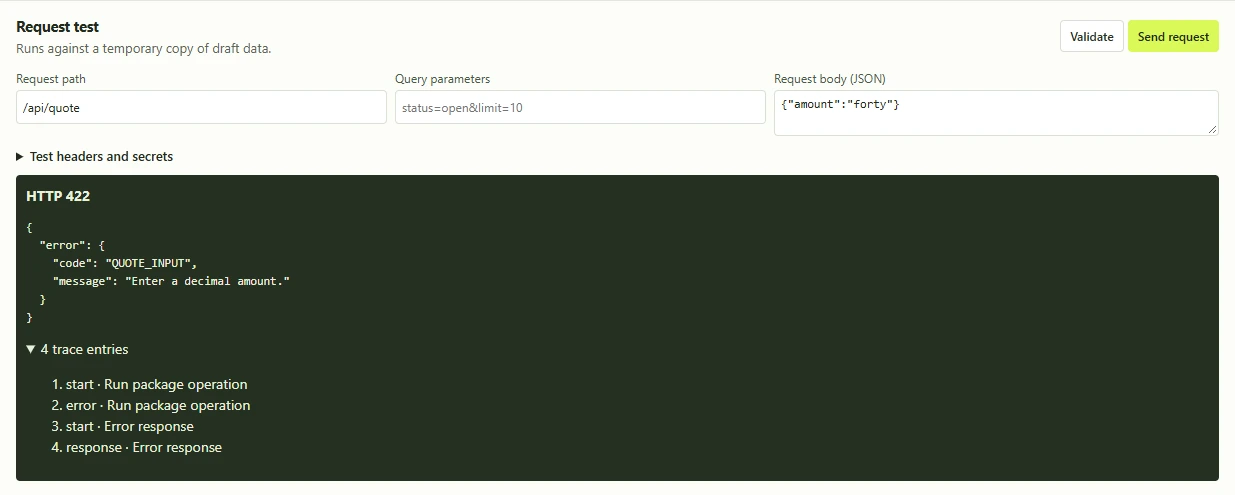 Request test
Runs against a temporary copy of draft data.
Validate
Send request
Request path
Query parameters
Request body (JSON)
/api/quote
status=open&limit=10
{"amount":"forty"}
Test headers and secrets
HTTP 422
{
  "error": {
    "code": "QUOTE_INPUT",
    "message": "Enter a decimal amount."
  }
}
4 trace entries
1. start · Run package operation
2. error · Run package operation
3. start · Error response
4. response · Error response